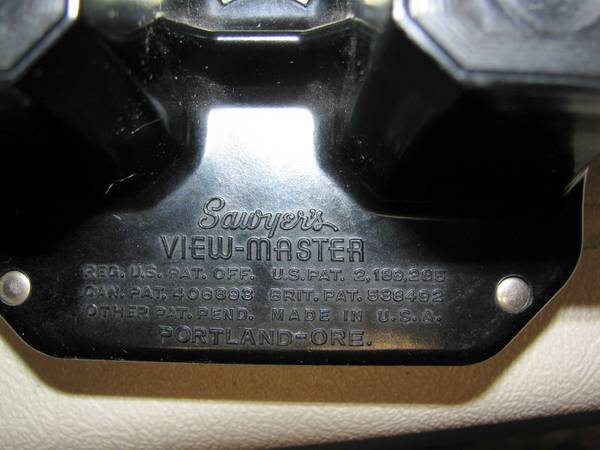 Sawyer's
VIEW-MASTER
REG. U.S. PAT. OFF. U.S. PAT. 2,189,285
CAN. PAT. 406893 BRIT. PAT. 538492
OTHER PAT. PEND. MADE IN U.S.A.
PORTLAND-ORE.